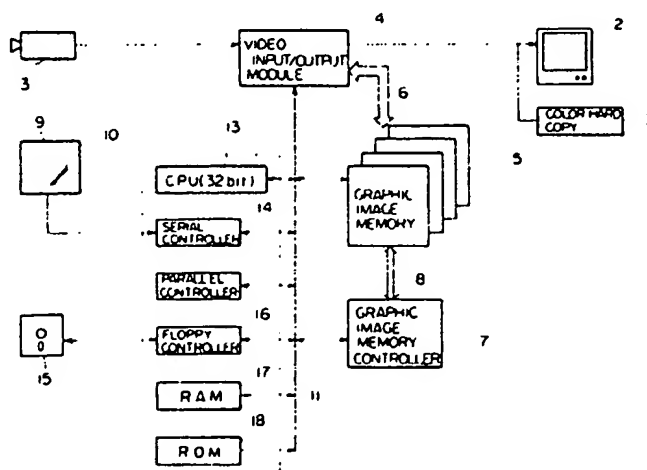 4
2
VIDEO
INPUT/OUTPUT
MODULE
3
6
COLOR HARD
COPY
9
10
13
5
CPU(32bit)
GRAPHIC
IMAGE
MEMORY
14
SERIAL
CONTROLLER
PARALLEL
CONTROLLER
8
16
GRAPHIC
IMAGE
MEMORY
CONTROLLER
7
FLOPPY
CONTROLLER
15
17
RAM
11
18
ROM